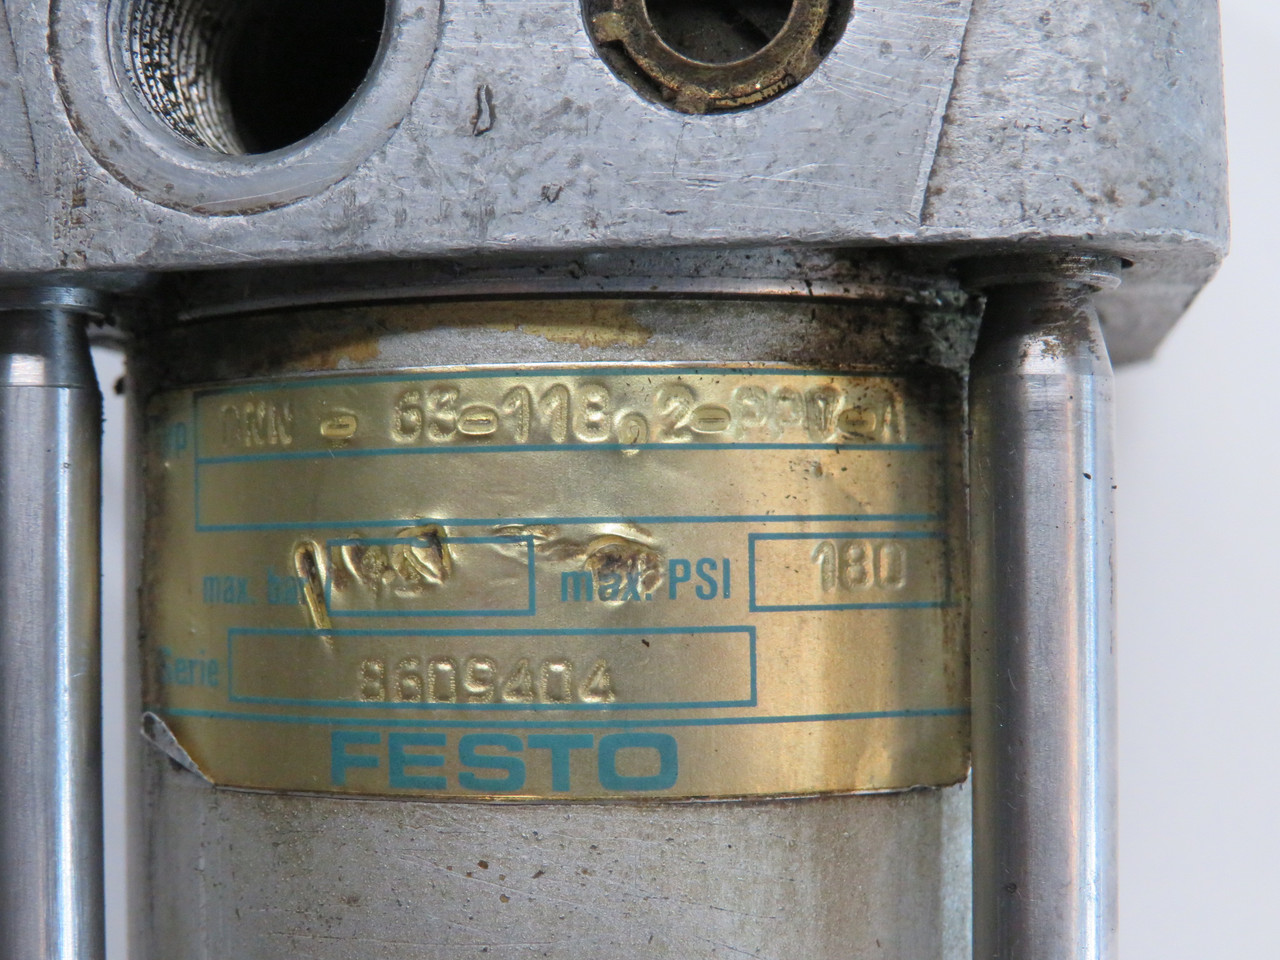 DNN - 63-118,2-PPV-A
max. bar
max. PSI 180
Serie 8609404
FESTO